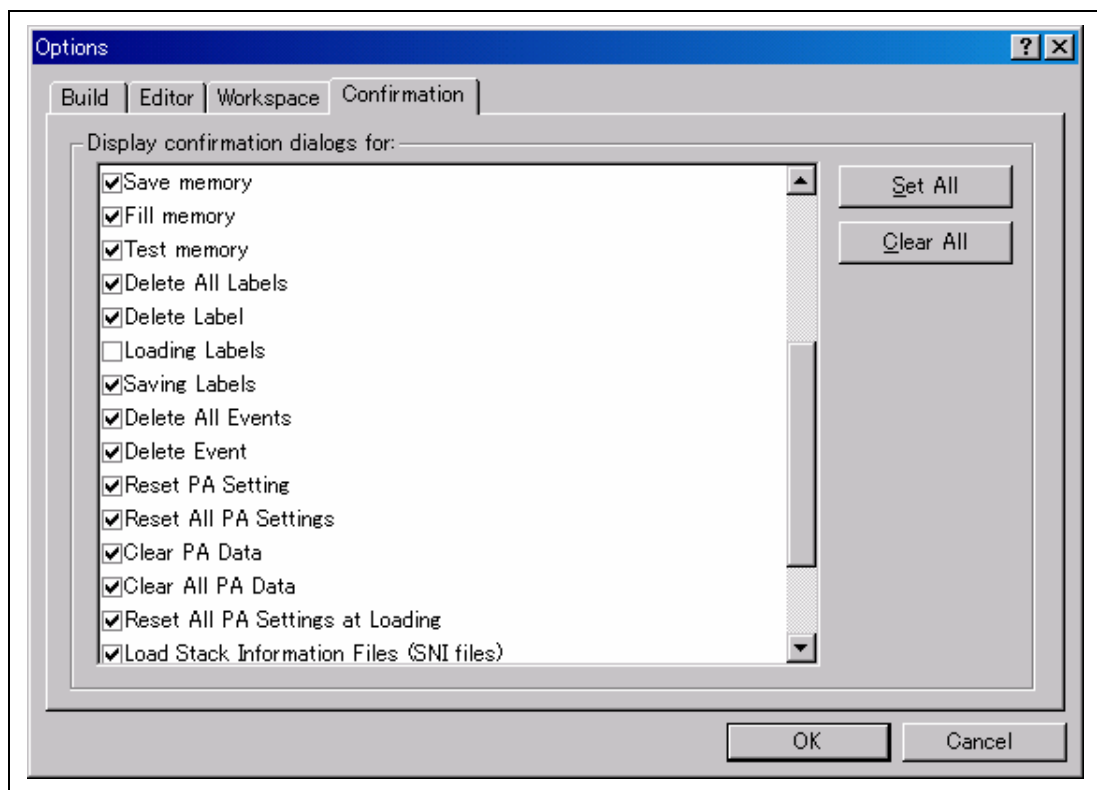 Options
Build Editor Workspace Confirmation
Display confirmation dialogs for:
Save memory
Fill memory
Test memory
Delete All Labels
Delete Label
Loading Labels
Saving Labels
Delete All Events
Delete Event
Reset PA Setting
Reset All PA Settings
Clear PA Data
Clear All PA Data
Reset All PA Settings at Loading
Load Stack Information Files (SNI files)
Set All
Clear All
OK Cancel